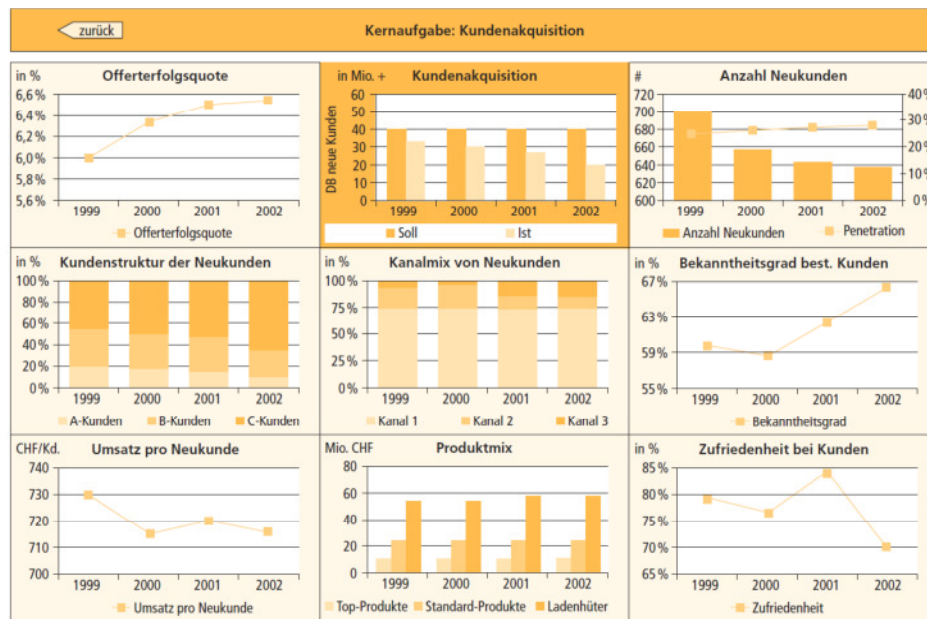 zurück
Kernaufgabe: Kundenakquisition
in % Offerterfolgsquote
6,6%
6,4%
6,2%
6,0%
5,8%
5,6%
1999 2000 2001 2002
Offerterfolgsquote
in Mio. + Kundenakquisition
DB neue Kunden
60
50
40
30
20
10
0
1999 2000 2001 2002
Soll Ist
# Anzahl Neukunden
720 40%
700
680 30%
660 20%
640
620 10%
600 0%
1999 2000 2001 2002
Anzahl Neukunden Penetration
in % Kundenstruktur der Neukunden
100%
80%
60%
40%
20%
0%
1999 2000 2001 2002
A-Kunden B-Kunden C-Kunden
in % Kanalmix von Neukunden
100%
75%
50%
25%
0%
1999 2000 2001 2002
Kanal 1 Kanal 2 Kanal 3
in % Bekanntheitsgrad best. Kunden
67%
63%
59%
55%
1999 2000 2001 2002
Bekanntheitsgrad
CHF/Kd. Umsatz pro Neukunde
740
730
720
710
700
1999 2000 2001 2002
Umsatz pro Neukunde
Mio. CHF Produktmix
80
60
40
20
0
1999 2000 2001 2002
Top-Produkte Standard-Produkte Ladenhüter
in % Zufriedenheit bei Kunden
85%
80%
75%
70%
65%
1999 2000 2001 2002
Zufriedenheit